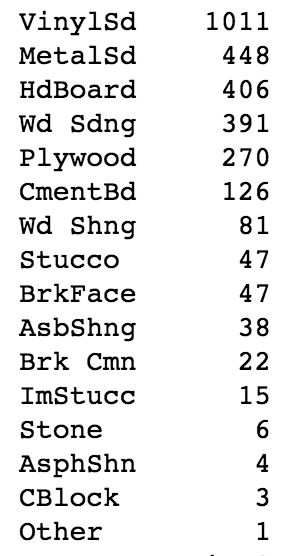 VinylSd 1011
MetalSd 448
HdBoard 406
Wd Sdng 391
Plywood 270
CmentBd 126
Wd Shng 81
Stucco 47
BrkFace 47
AsbShng 38
Brk Cmn 22
ImStucc 15
Stone 6
AsphShn 4
CBlock 3
Other 1